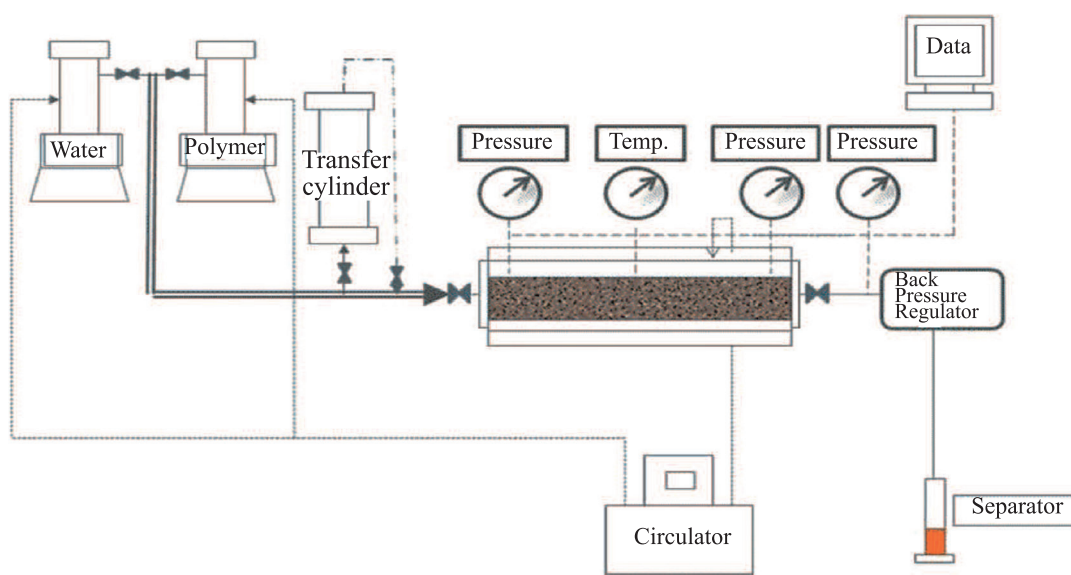 Data
Water
Polymer
Transfer
cylinder
Pressure
Temp.
Pressure
Pressure
Back
Pressure
Regulator
Separator
Circulator